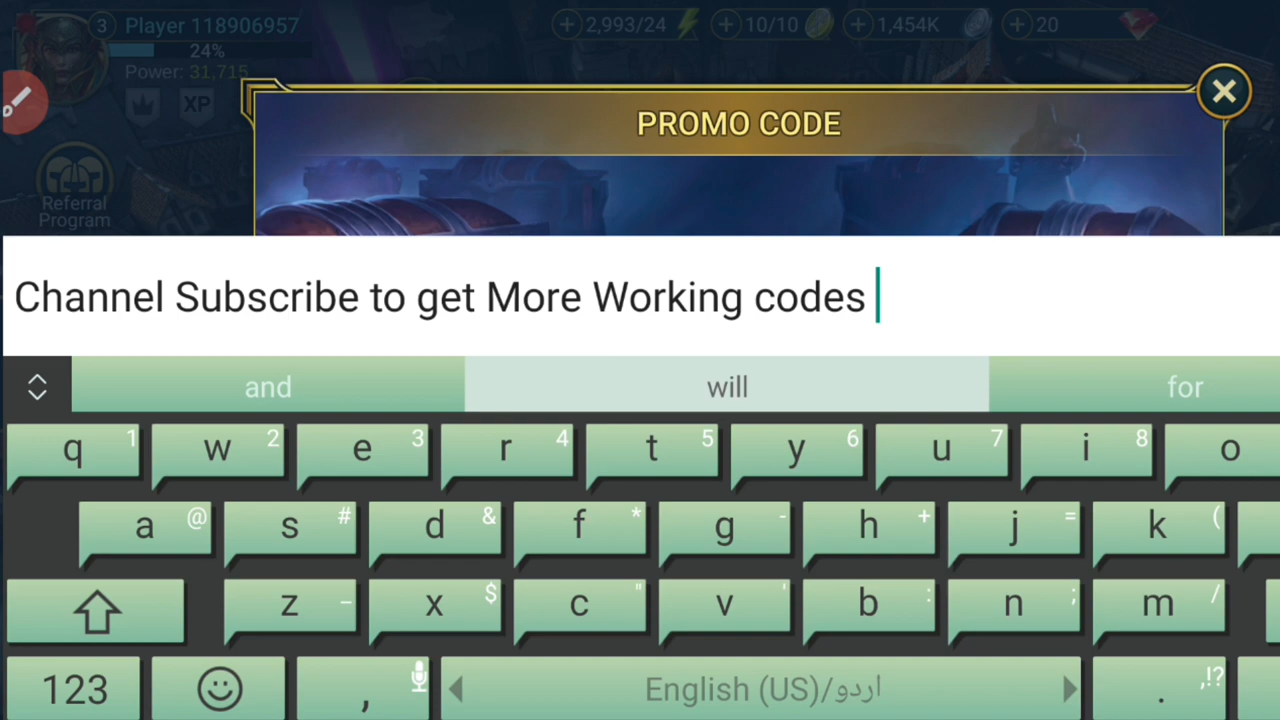 3 Player 118906957
+ 2,993/24 + 10/10 + 1,454K + 20
24%
Power: 31,715
XP
PROMO CODE
Referral
Program
Channel Subscribe to get More Working codes
and will for
q 1 w 2 e 3 r 4 t 5 y 6 u 7 i 8 o
a @ s # d & f * g - h + j = k (
z _ x $ c " v ' b : n ; m /
123 , English (US)/اردو . ,!?